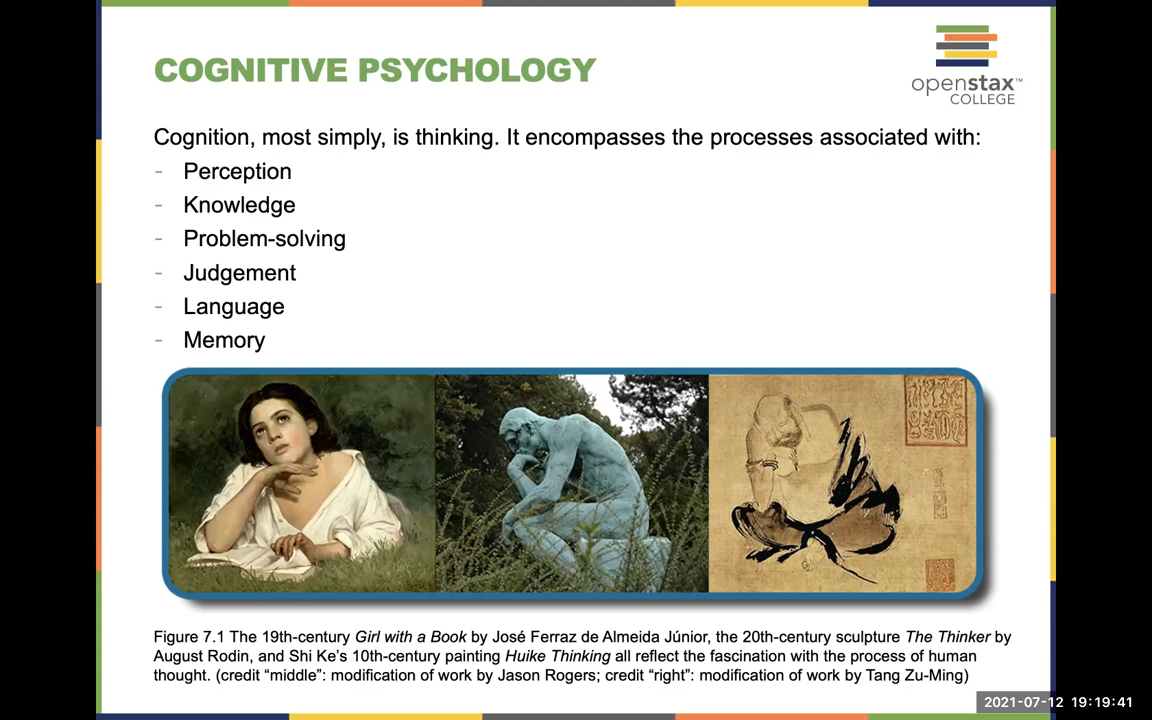 COGNITIVE PSYCHOLOGY
openstax™
COLLEGE
Cognition, most simply, is thinking. It encompasses the processes associated with:
- Perception
- Knowledge
- Problem-solving
- Judgement
- Language
- Memory
Figure 7.1 The 19th-century Girl with a Book by José Ferraz de Almeida Júnior, the 20th-century sculpture The Thinker by
August Rodin, and Shi Ke’s 10th-century painting Huike Thinking all reflect the fascination with the process of human
thought. (credit “middle”: modification of work by Jason Rogers; credit “right”: modification of work by Tang Zu-Ming)
2021-07-12 19:19:41